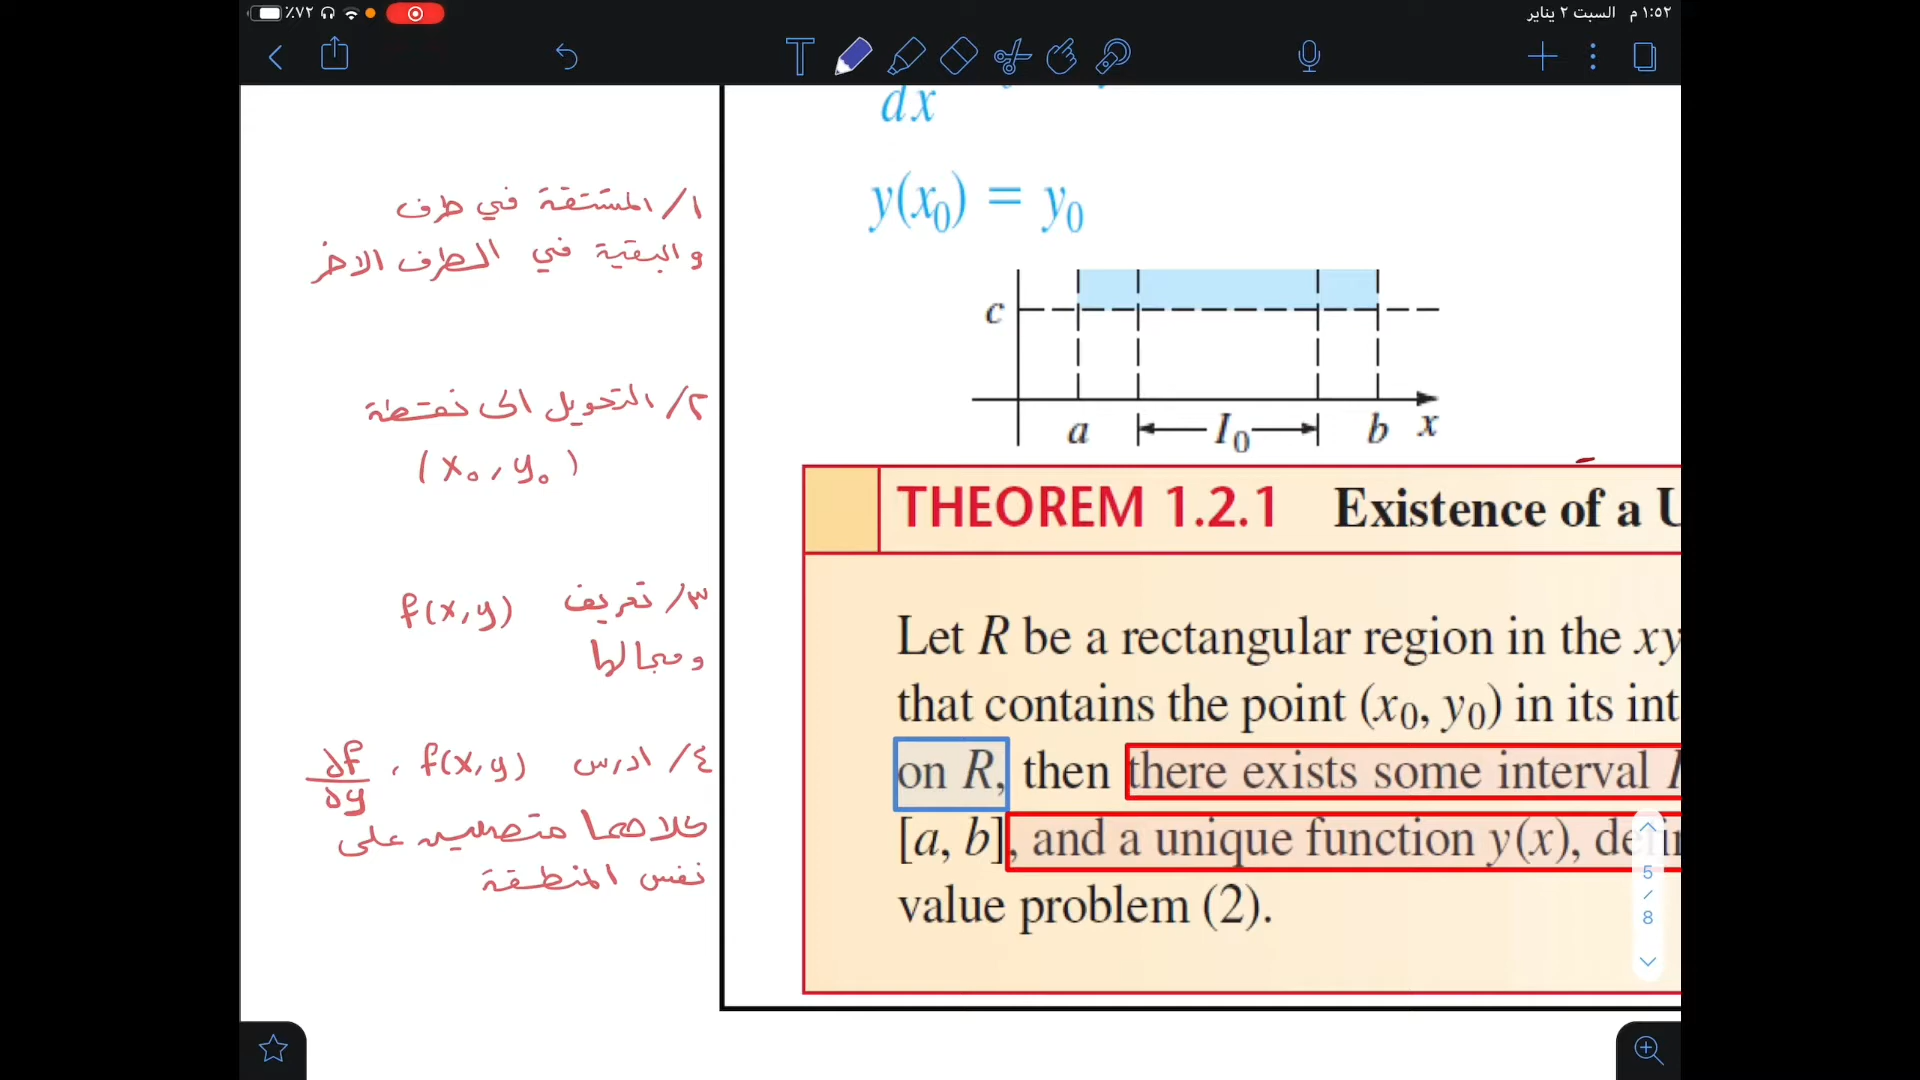 ٪٧٢
١:٥٢ م السبت ٢ يناير
T
dx
y(x₀) = y₀
c
a I₀ b x
THEOREM 1.2.1 Existence of a U
Let R be a rectangular region in the xy
that contains the point (x₀, y₀) in its int
on R, then there exists some interval I
[a, b], and a unique function y(x), defin
value problem (2).
١/ المشتقة في طرف
والبقية في الطرف الاخر
٢/ التحويل الى نقطة
(x₀, y₀)
٣/ تعريف f(x,y)
ومجالها
٤/ ادرس f(x,y) ، ∂f/∂y
كلاهما متصلين على
نفس المنطقة
5
/
8